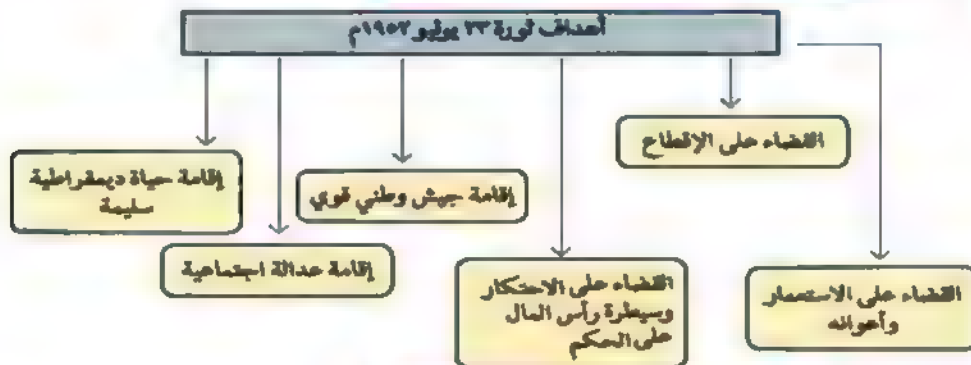 أهداف ثورة ٢٣ يوليو ١٩٥٢م
القضاء على الإقطاع
إقامة حياة ديمقراطية
سليمة
إقامة جيش وطني قوي
إقامة عدالة اجتماعية
القضاء على الاحتكار
وسيطرة رأس المال
على الحكم
القضاء على الاستعمار
وأعوانه